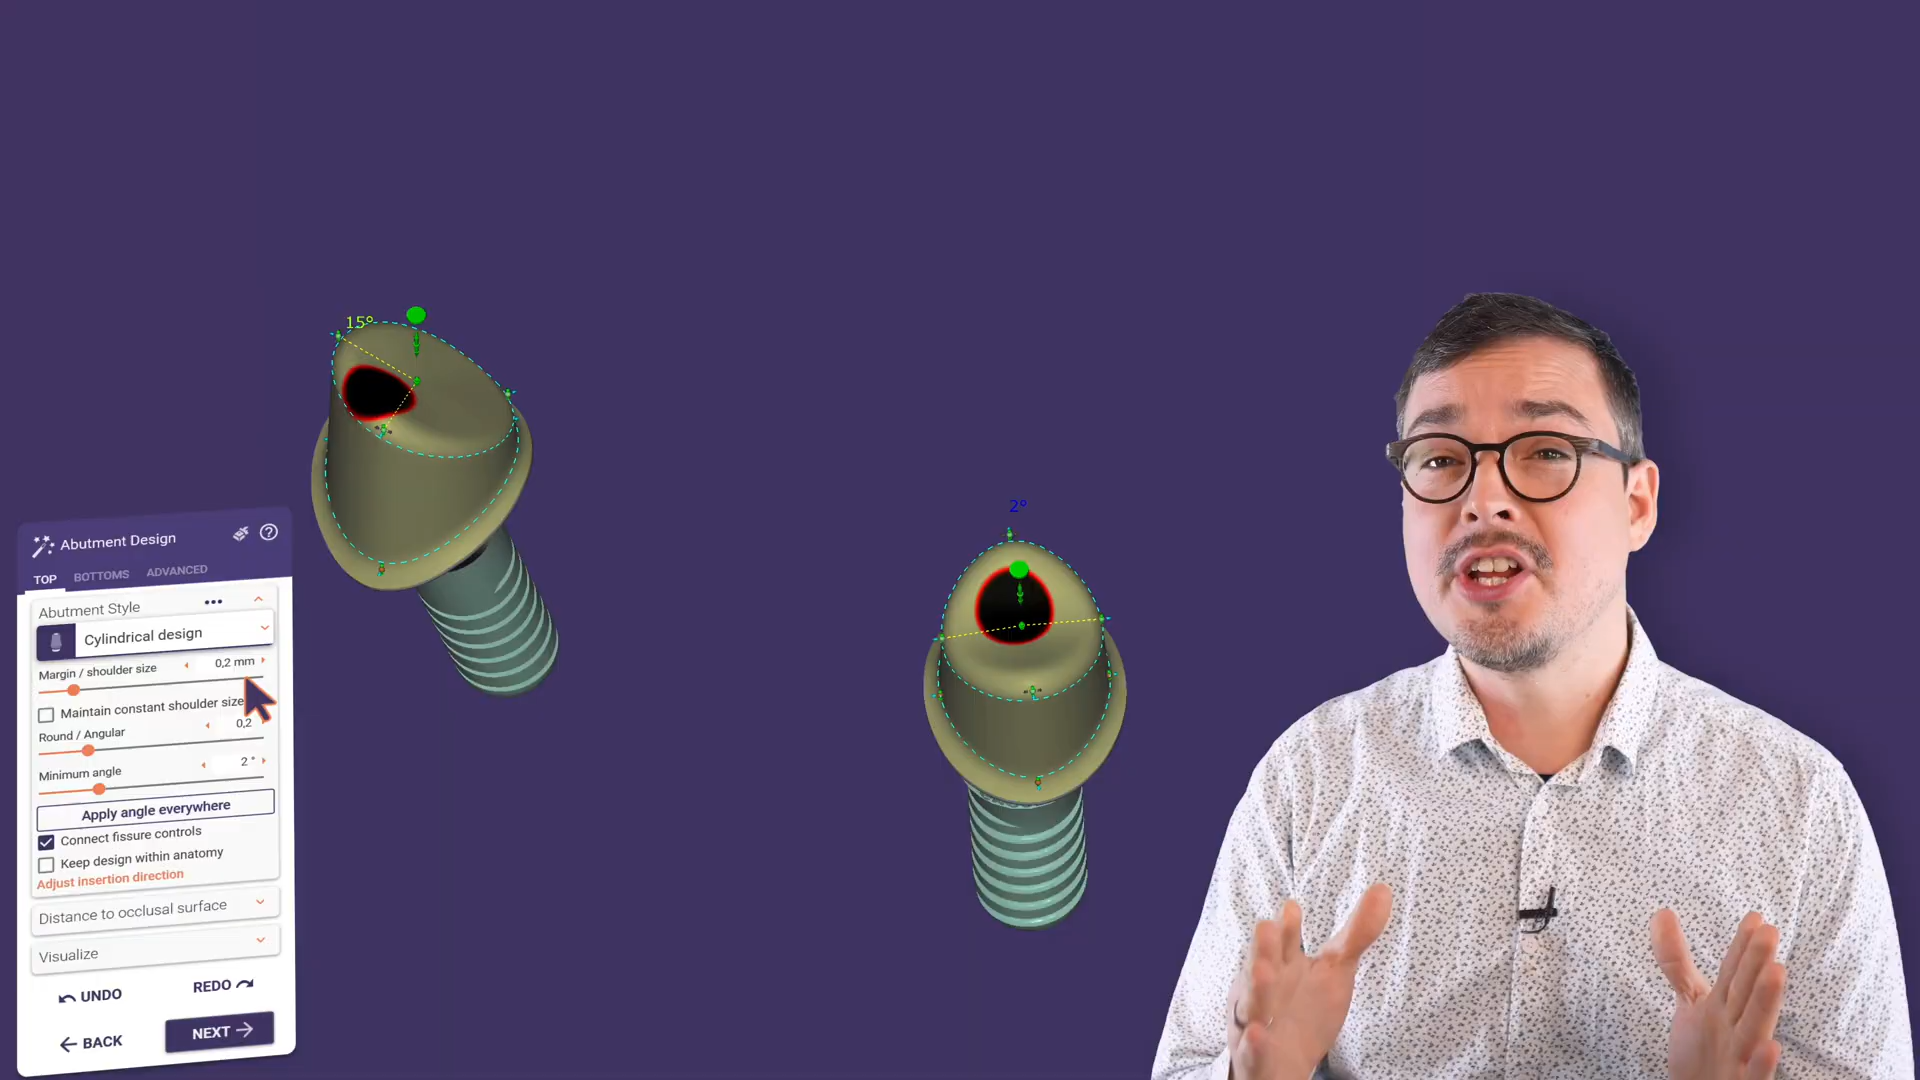 15°
2°
Abutment Design
TOP BOTTOMS ADVANCED
Abutment Style
Cylindrical design
Margin / shoulder size 0,2 mm
Maintain constant shoulder size
Round / Angular 0,2
Minimum angle 2 °
Apply angle everywhere
Connect fissure controls
Keep design within anatomy
Adjust insertion direction
Distance to occlusal surface
Visualize
UNDO REDO
BACK NEXT